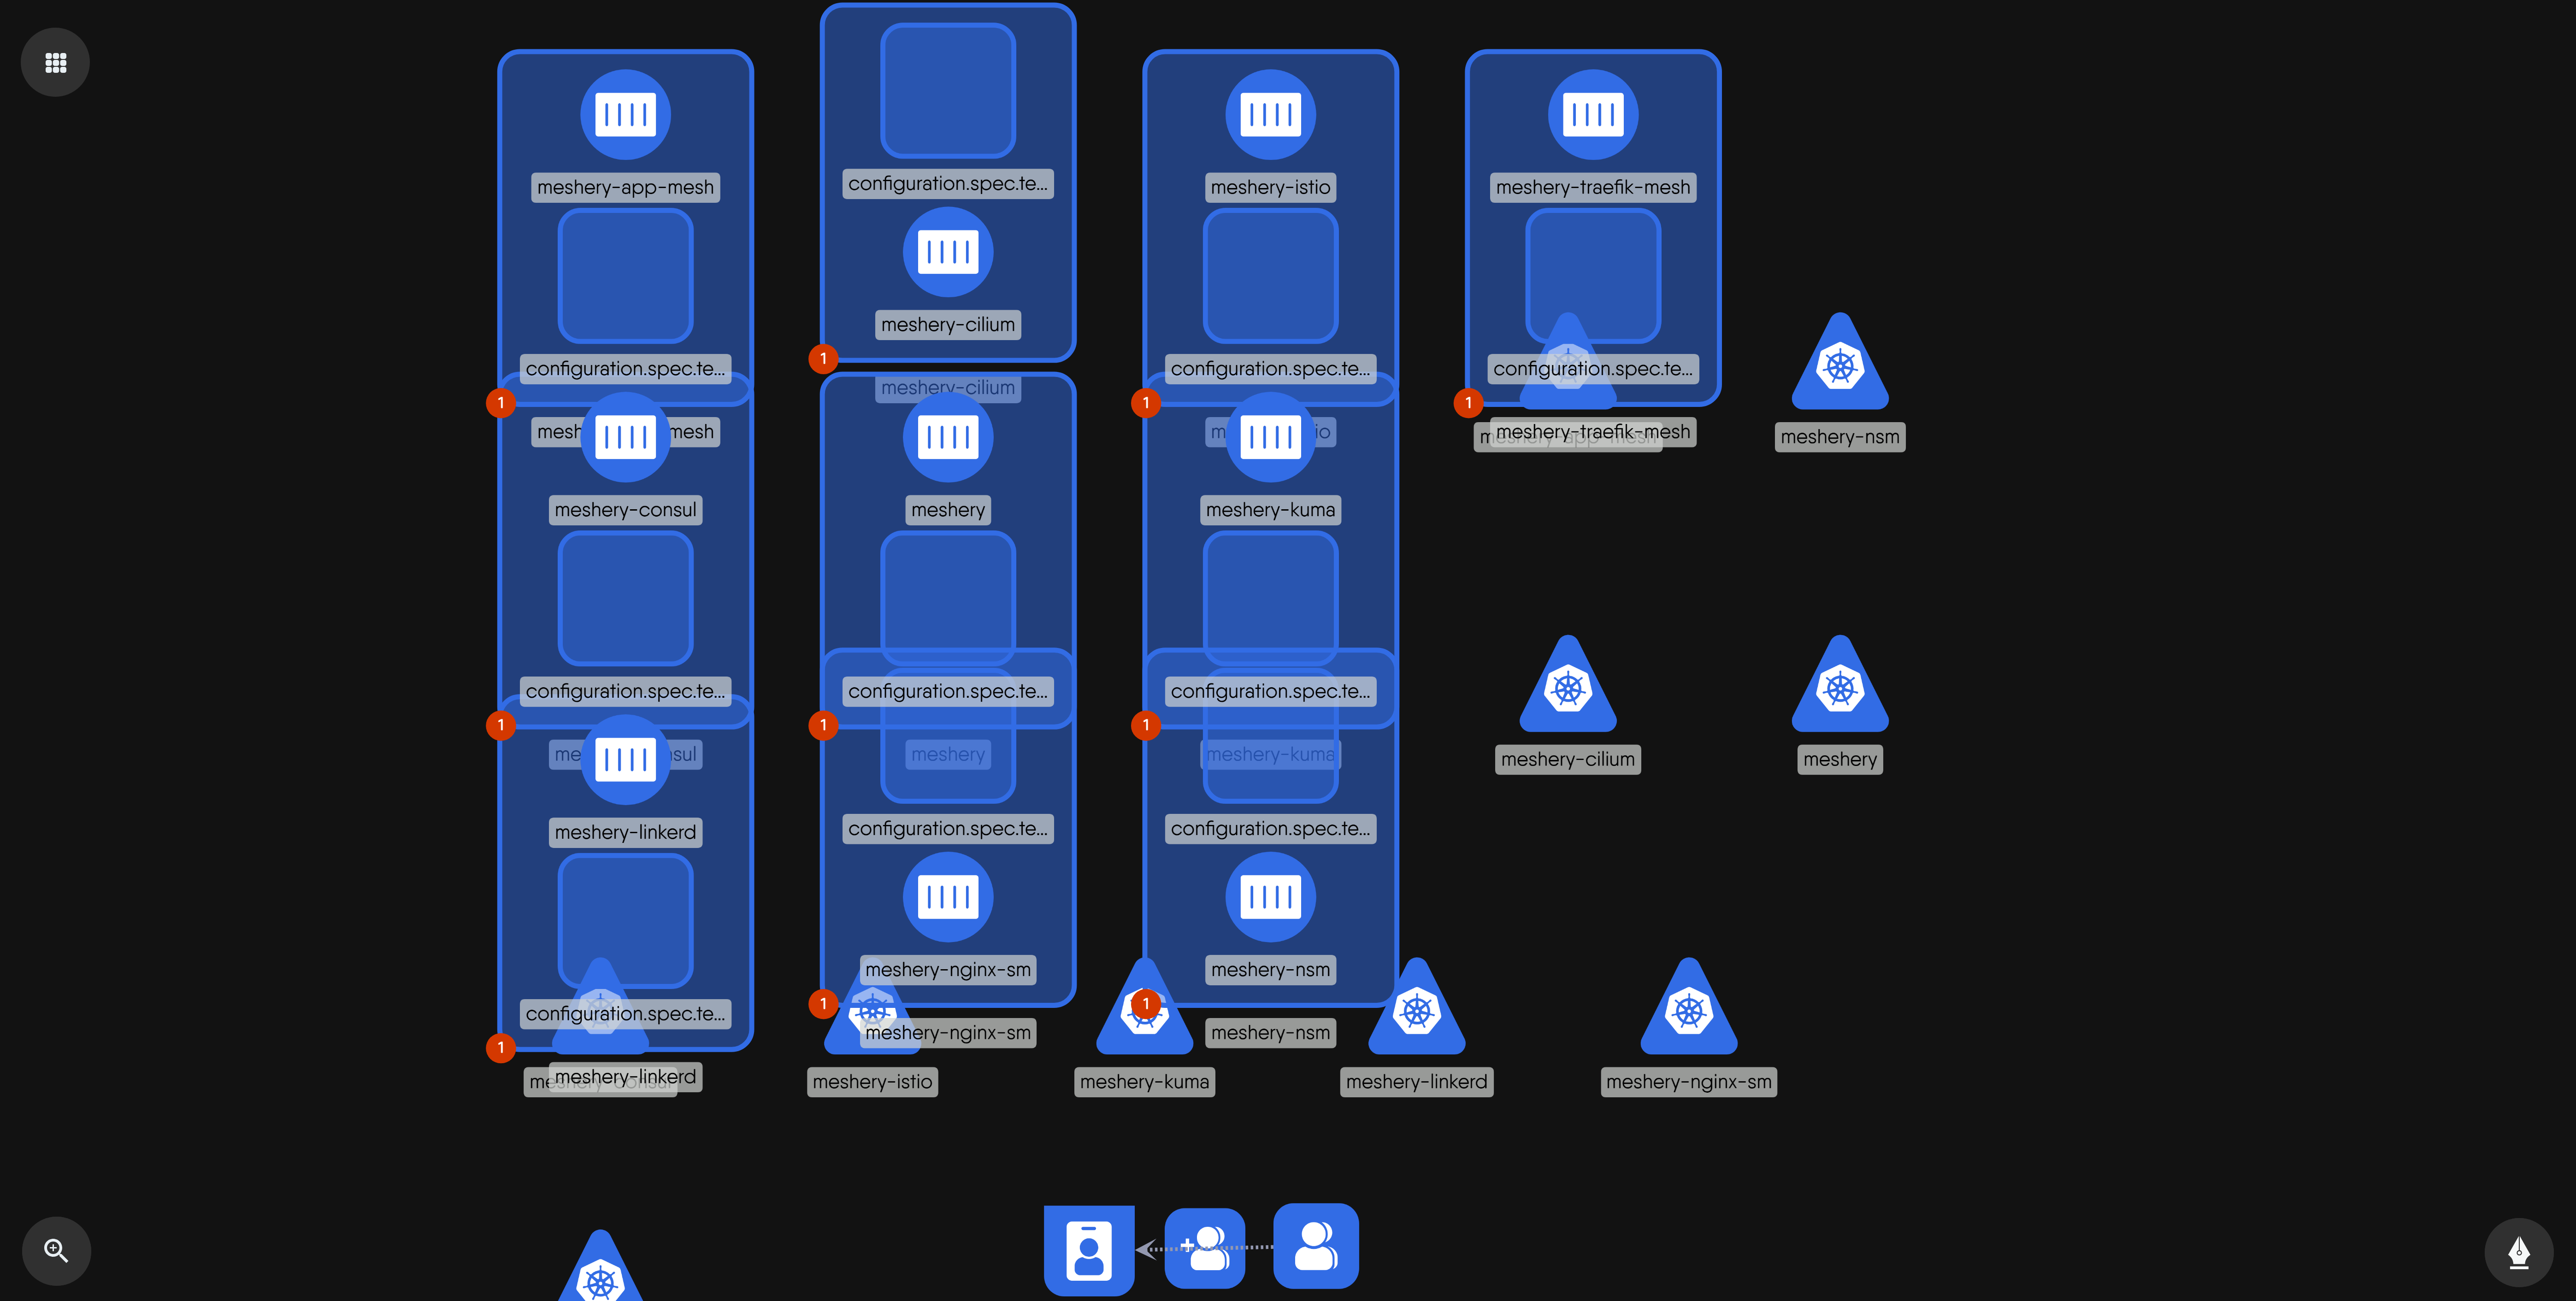 configuration.spec.te...
meshery-app-mesh
meshery-istio
meshery-traefik-mesh
meshery-cilium
1
configuration.spec.te...
meshery-cilium
configuration.spec.te...
configuration.spec.te...
1
1
1
mesh
mesh
io
meshery-traefik-mesh
meshery-nsm
meshery-consul
meshery
meshery-kuma
configuration.spec.te...
configuration.spec.te...
configuration.spec.te...
1
1
1
me
sul
meshery
meshery-kuma
meshery-cilium
meshery
meshery-linkerd
configuration.spec.te...
configuration.spec.te...
meshery-nginx-sm
meshery-nsm
configuration.spec.te...
1
1
meshery-nginx-sm
meshery-nsm
1
meshery-linkerd
meshery-istio
meshery-kuma
meshery-linkerd
meshery-nginx-sm